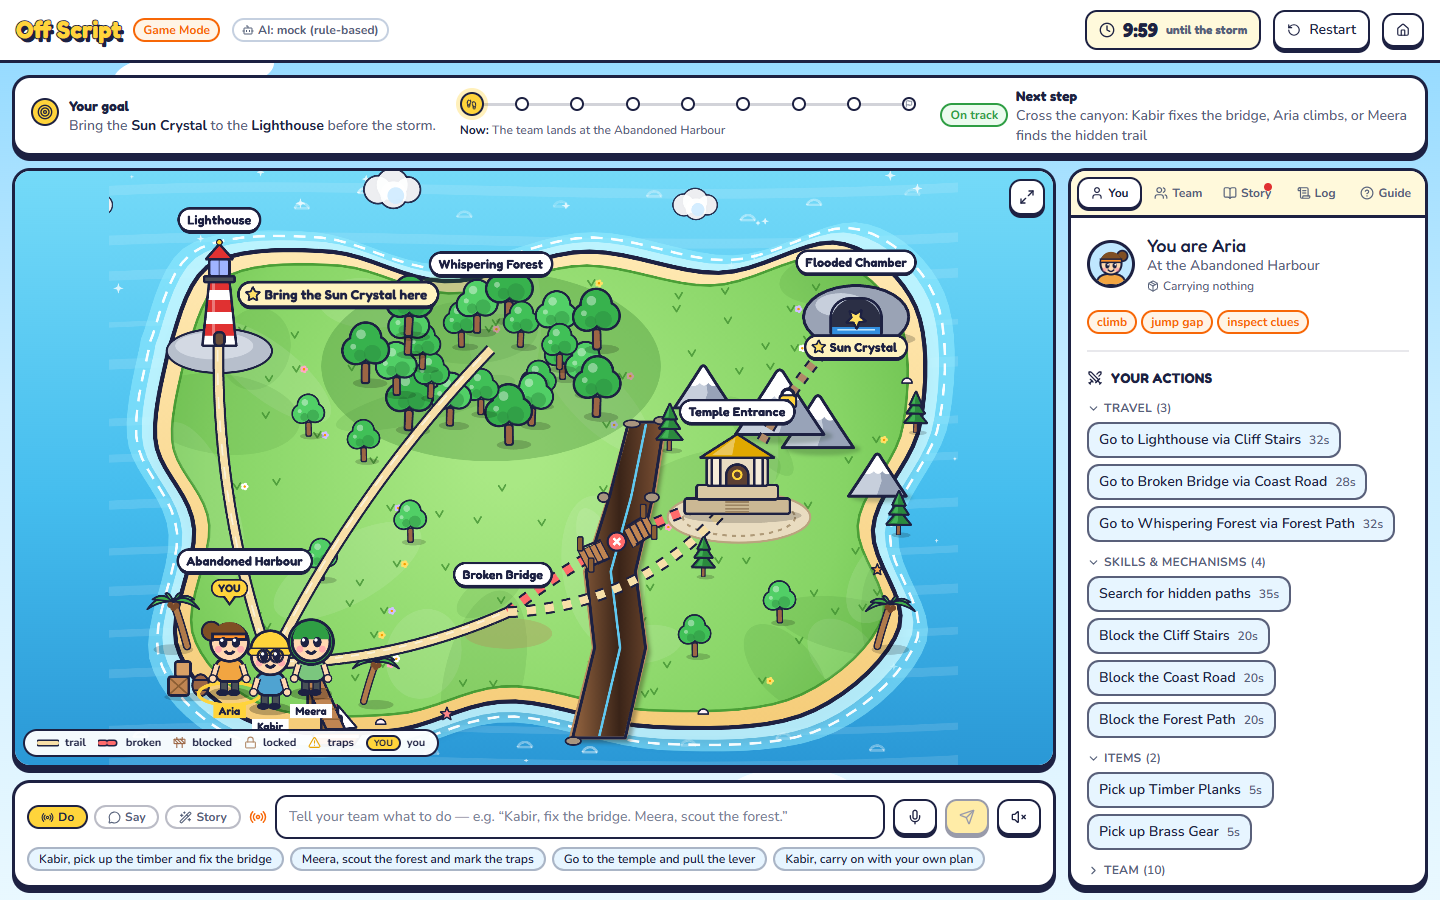 Off Script
Game Mode
AI: mock (rule-based)
9:59 until the storm
Restart
Your goal
Bring the Sun Crystal to the Lighthouse before the storm.
Now: The team lands at the Abandoned Harbour
On track
Next step
Cross the canyon: Kabir fixes the bridge, Aria climbs, or Meera
finds the hidden trail
Lighthouse
Whispering Forest
Flooded Chamber
Bring the Sun Crystal here
Sun Crystal
Temple Entrance
Abandoned Harbour
Broken Bridge
YOU
Aria
Meera
Kabir
trail
broken
blocked
locked
traps
YOU you
You
Team
Story
Log
Guide
You are Aria
At the Abandoned Harbour
Carrying nothing
climb
jump gap
inspect clues
YOUR ACTIONS
TRAVEL (3)
Go to Lighthouse via Cliff Stairs 32s
Go to Broken Bridge via Coast Road 28s
Go to Whispering Forest via Forest Path 32s
SKILLS & MECHANISMS (4)
Search for hidden paths 35s
Block the Cliff Stairs 20s
Block the Coast Road 20s
Block the Forest Path 20s
ITEMS (2)
Pick up Timber Planks 5s
Pick up Brass Gear 5s
TEAM (10)
Do
Say
Story
Tell your team what to do — e.g. “Kabir, fix the bridge. Meera, scout the forest.”
Kabir, pick up the timber and fix the bridge
Meera, scout the forest and mark the traps
Go to the temple and pull the lever
Kabir, carry on with your own plan